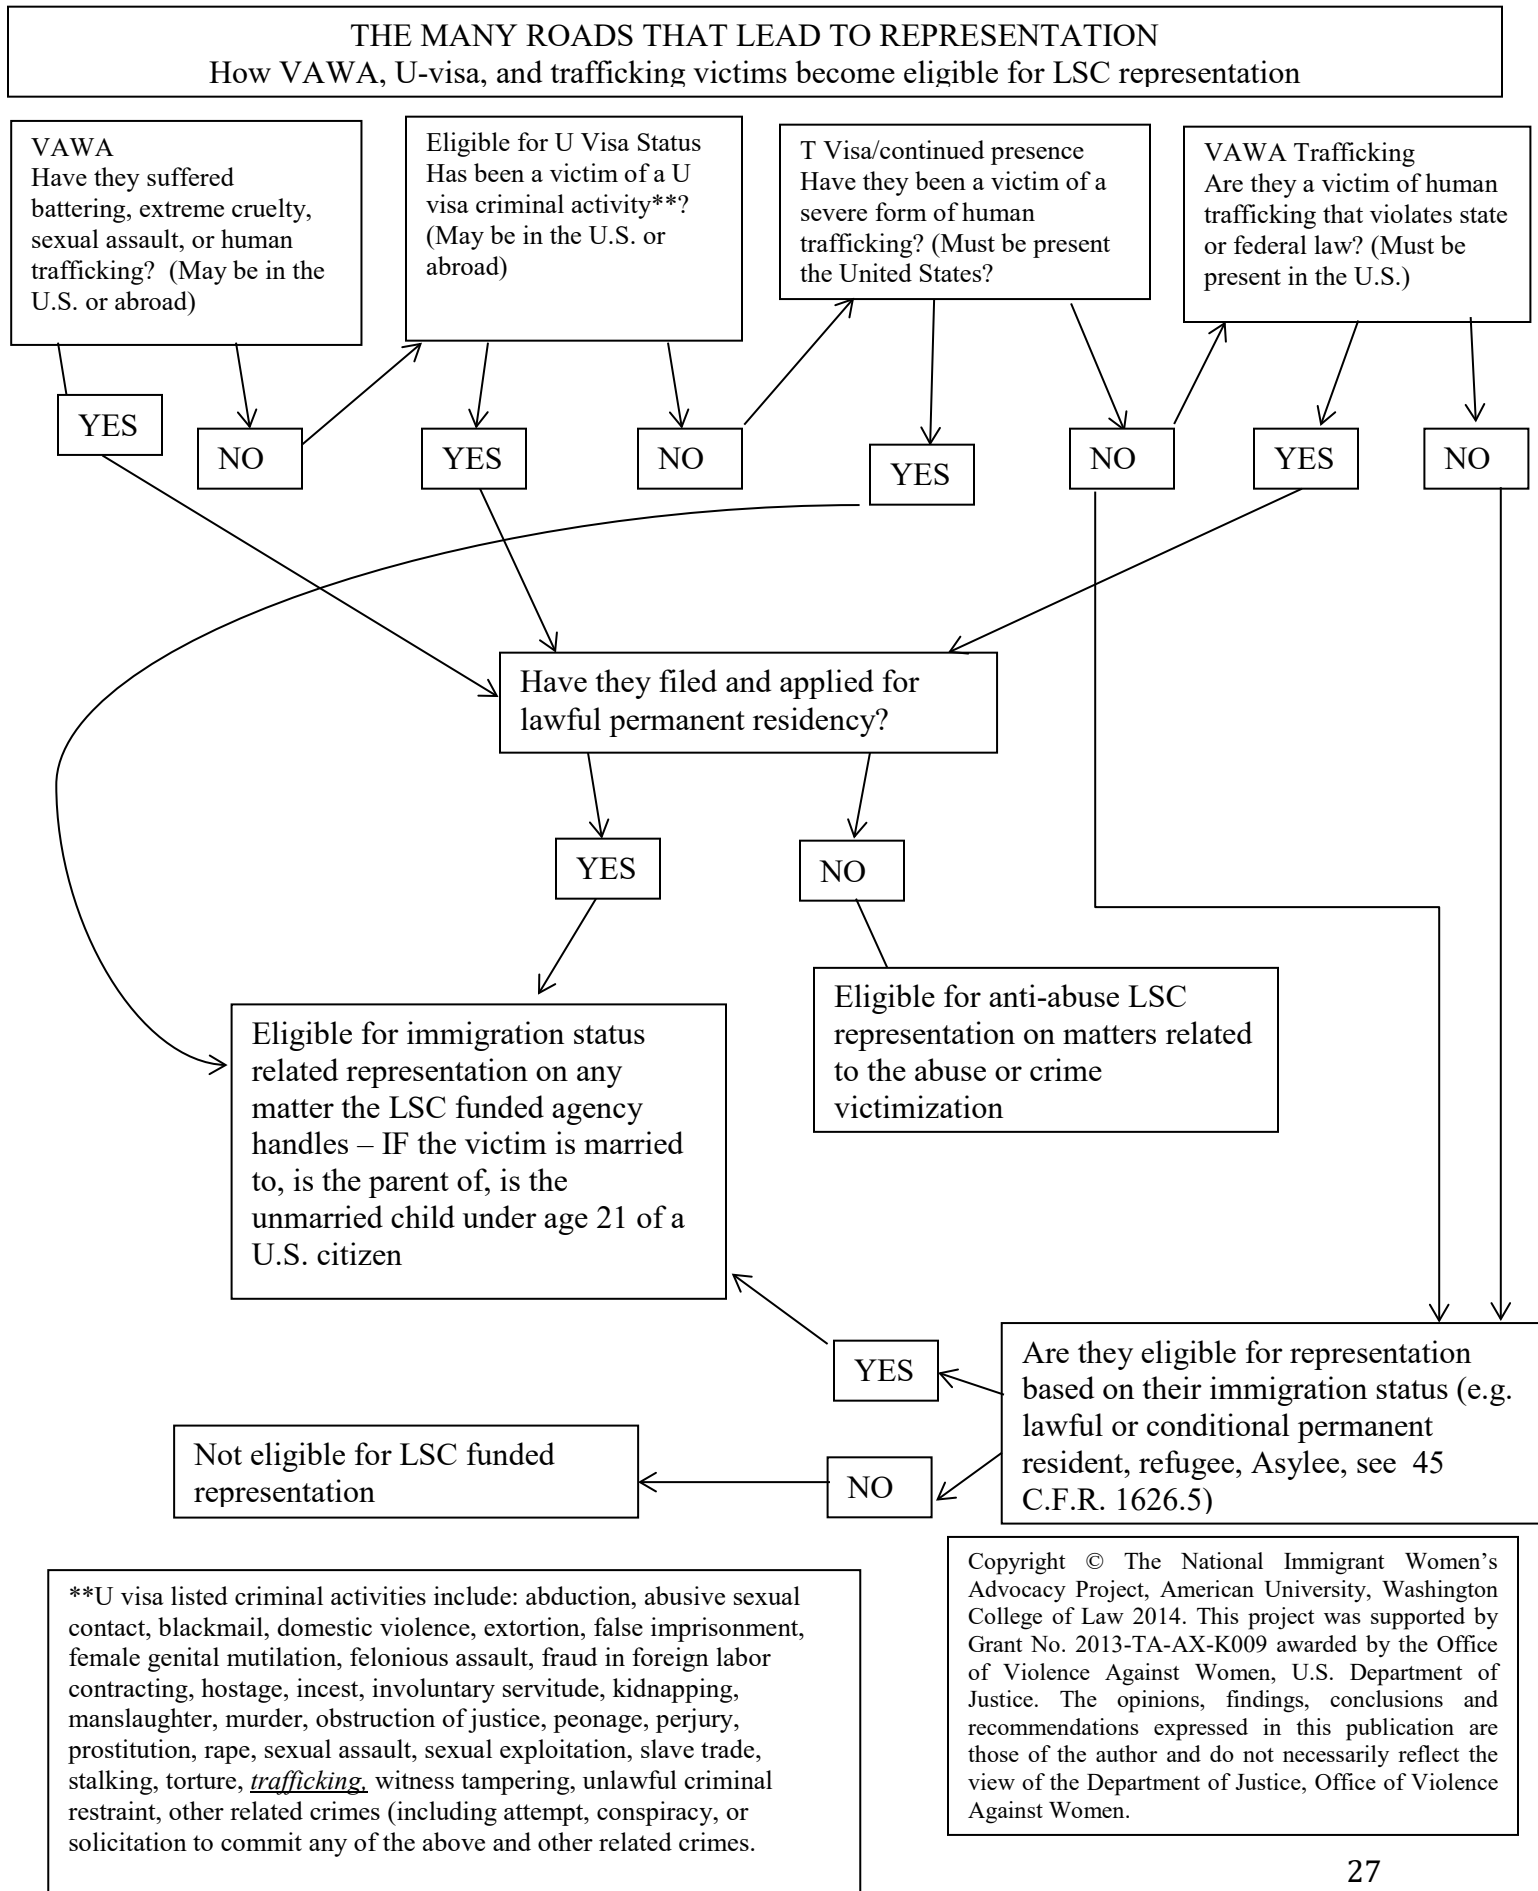 THE MANY ROADS THAT LEAD TO REPRESENTATION
How VAWA, U-visa, and trafficking victims become eligible for LSC representation
VAWA
Have they suffered
battering, extreme cruelty,
sexual assault, or human
trafficking? (May be in the
U.S. or abroad)
Eligible for U Visa Status
Has been a victim of a U
visa criminal activity**?
(May be in the U.S. or
abroad)
T Visa/continued presence
Have they been a victim of a
severe form of human
trafficking? (Must be present
the United States?
VAWA Trafficking
Are they a victim of human
trafficking that violates state
or federal law? (Must be
present in the U.S.)
YES
NO
YES
NO
YES
NO
YES
NO
Have they filed and applied for
lawful permanent residency?
YES
NO
Eligible for anti-abuse LSC
representation on matters related
to the abuse or crime
victimization
Eligible for immigration status
related representation on any
matter the LSC funded agency
handles – IF the victim is married
to, is the parent of, is the
unmarried child under age 21 of a
U.S. citizen
YES
Are they eligible for representation
based on their immigration status (e.g.
lawful or conditional permanent
resident, refugee, Asylee, see 45
C.F.R. 1626.5)
NO
Not eligible for LSC funded
representation
**U visa listed criminal activities include: abduction, abusive sexual
contact, blackmail, domestic violence, extortion, false imprisonment,
female genital mutilation, felonious assault, fraud in foreign labor
contracting, hostage, incest, involuntary servitude, kidnapping,
manslaughter, murder, obstruction of justice, peonage, perjury,
prostitution, rape, sexual assault, sexual exploitation, slave trade,
stalking, torture, trafficking, witness tampering, unlawful criminal
restraint, other related crimes (including attempt, conspiracy, or
solicitation to commit any of the above and other related crimes.
Copyright © The National Immigrant Women's
Advocacy Project, American University, Washington
College of Law 2014. This project was supported by
Grant No. 2013-TA-AX-K009 awarded by the Office
of Violence Against Women, U.S. Department of
Justice. The opinions, findings, conclusions and
recommendations expressed in this publication are
those of the author and do not necessarily reflect the
view of the Department of Justice, Office of Violence
Against Women.
27